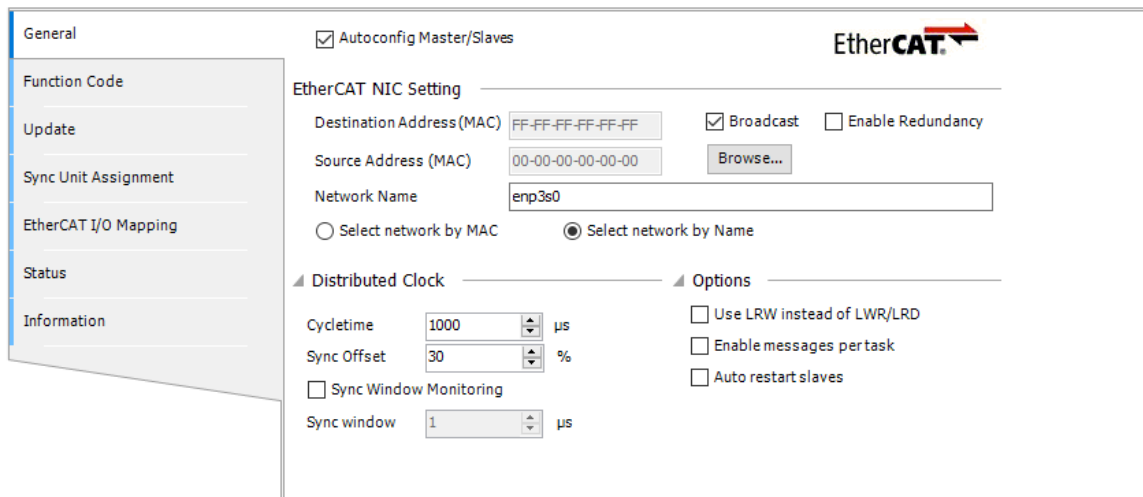 General
Function Code
Update
Sync Unit Assignment
EtherCAT I/O Mapping
Status
Information
Autoconfig Master/Slaves
EtherCAT.
EtherCAT NIC Setting
Destination Address (MAC) FF-FF-FF-FF-FF-FF Broadcast Enable Redundancy
Source Address (MAC) 00-00-00-00-00-00 Browse...
Network Name enp3s0
Select network by MAC Select network by Name
Distributed Clock
Cycletime 1000 µs
Sync Offset 30 %
Sync Window Monitoring
Sync window 1 µs
Options
Use LRW instead of LWR/LRD
Enable messages per task
Auto restart slaves